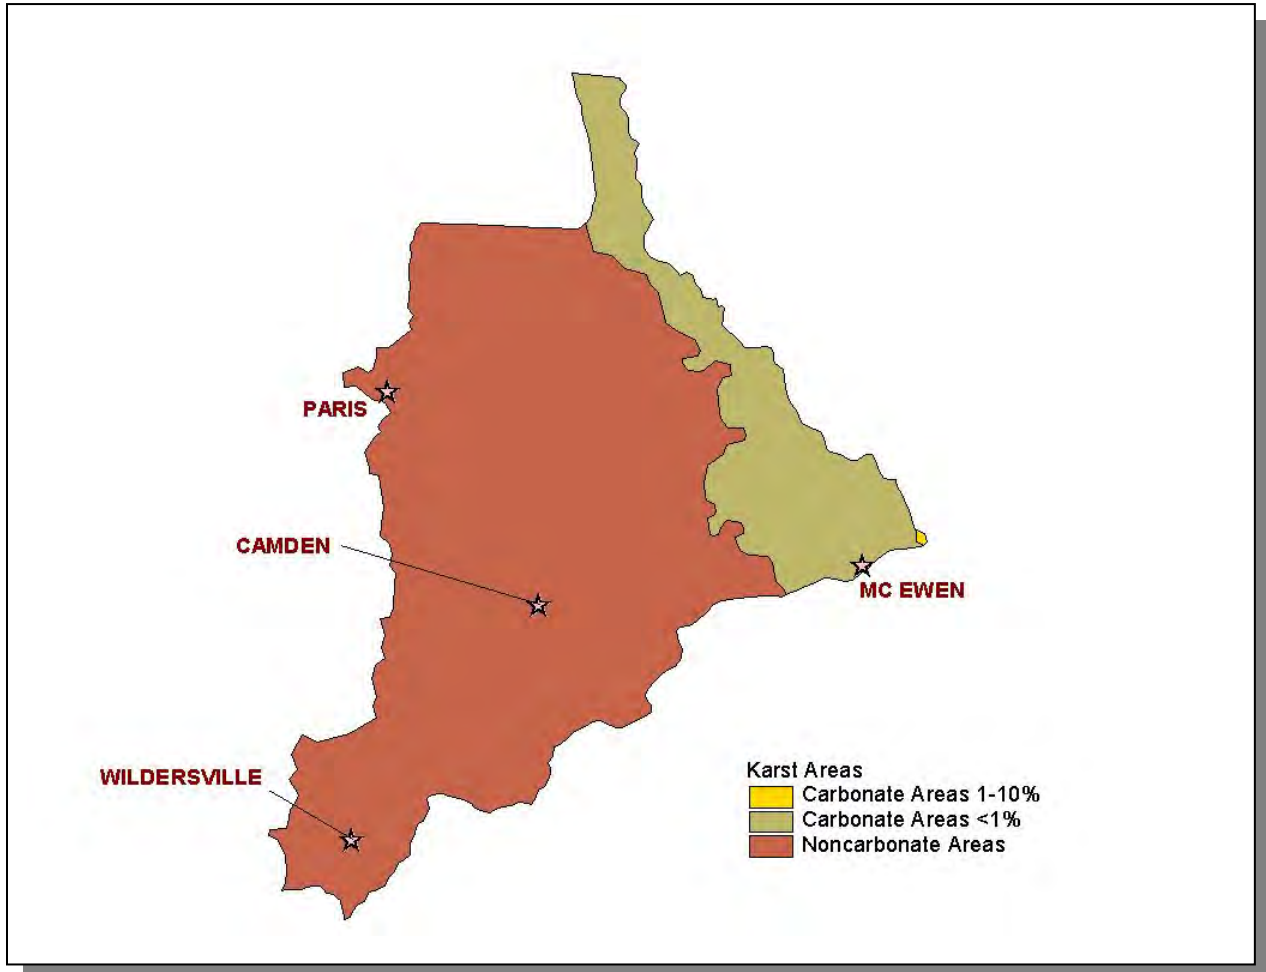 PARIS
CAMDEN
MC EWEN
WILDERSVILLE
Karst Areas
Carbonate Areas 1-10%
Carbonate Areas <1%
Noncarbonate Areas